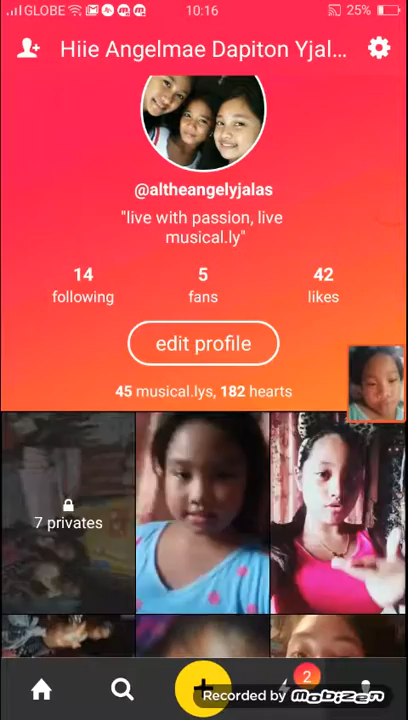 GLOBE 10:16 25%
Hiie Angelmae Dapiton Yjal...
@altheangelyjalas
"live with passion, live
musical.ly"
14 5 42
following fans likes
edit profile
45 musical.lys, 182 hearts
7 privates
2
Recorded by mobizen